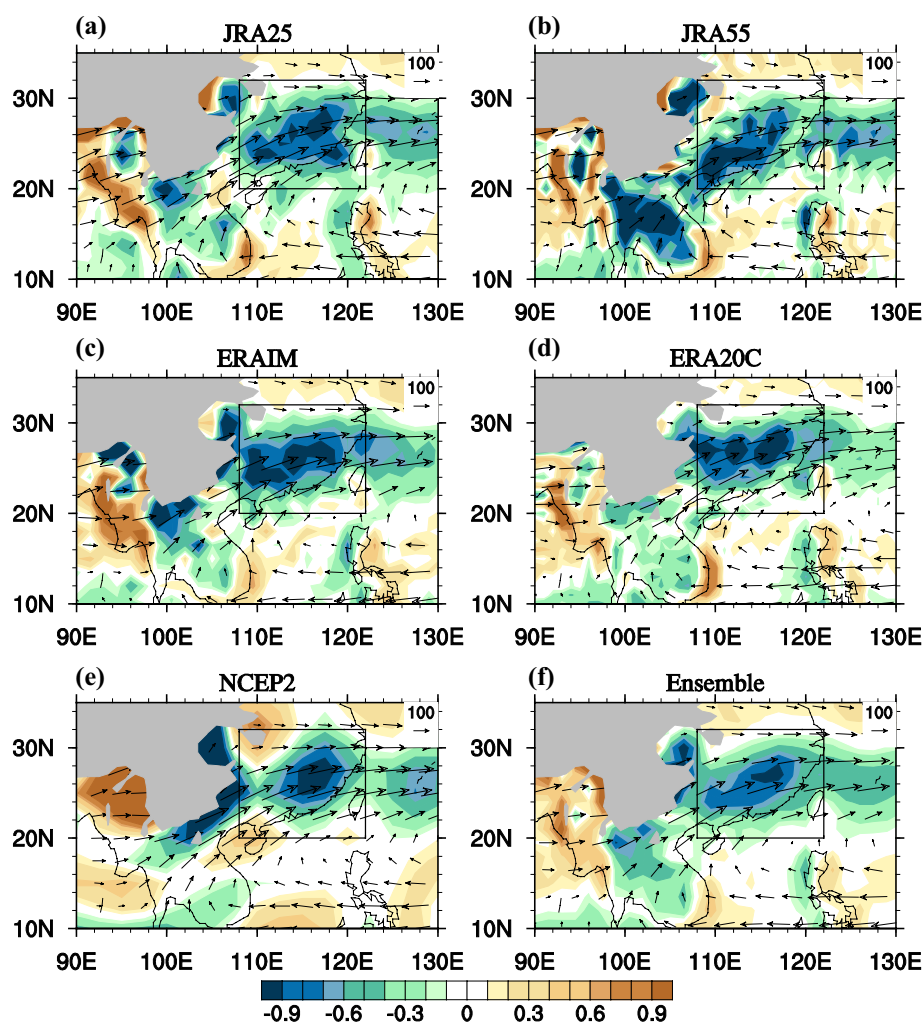 (a) JRA25 (b) JRA55
100 100
30N 30N
20N 20N
10N 10N
90E 100E 110E 120E 130E 90E 100E 110E 120E 130E
(c) ERAIM (d) ERA20C
100 100
30N 30N
20N 20N
10N 10N
90E 100E 110E 120E 130E 90E 100E 110E 120E 130E
(e) NCEP2 (f) Ensemble
100 100
30N 30N
20N 20N
10N 10N
90E 100E 110E 120E 130E 90E 100E 110E 120E 130E
-0.9 -0.6 -0.3 0 0.3 0.6 0.9